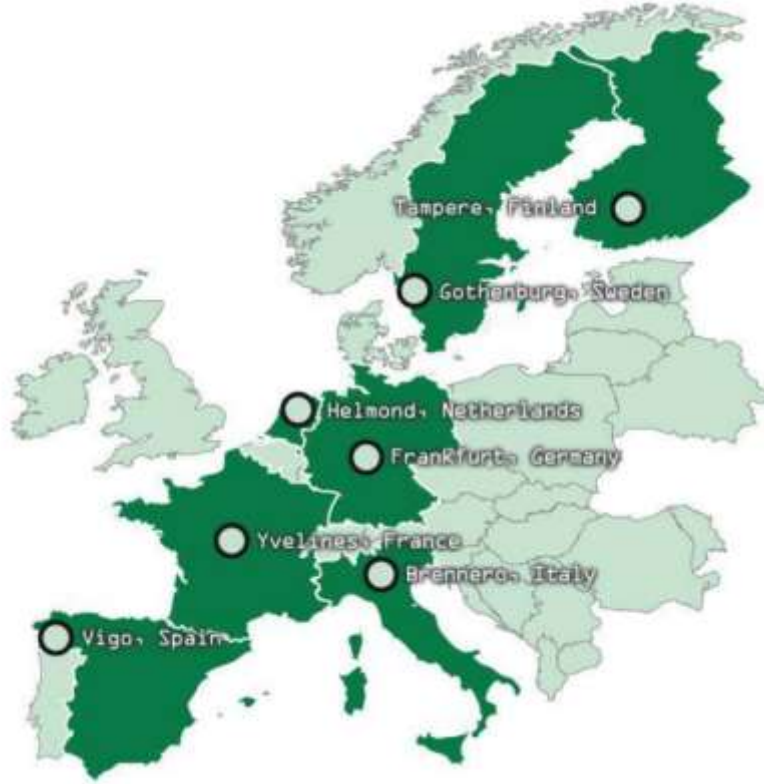 Tampere, Finland
Gothenburg, Sweden
Helmond, Netherlands
Frankfurt, Germany
Yvelines, France
Brennero, Italy
Vigo, Spain